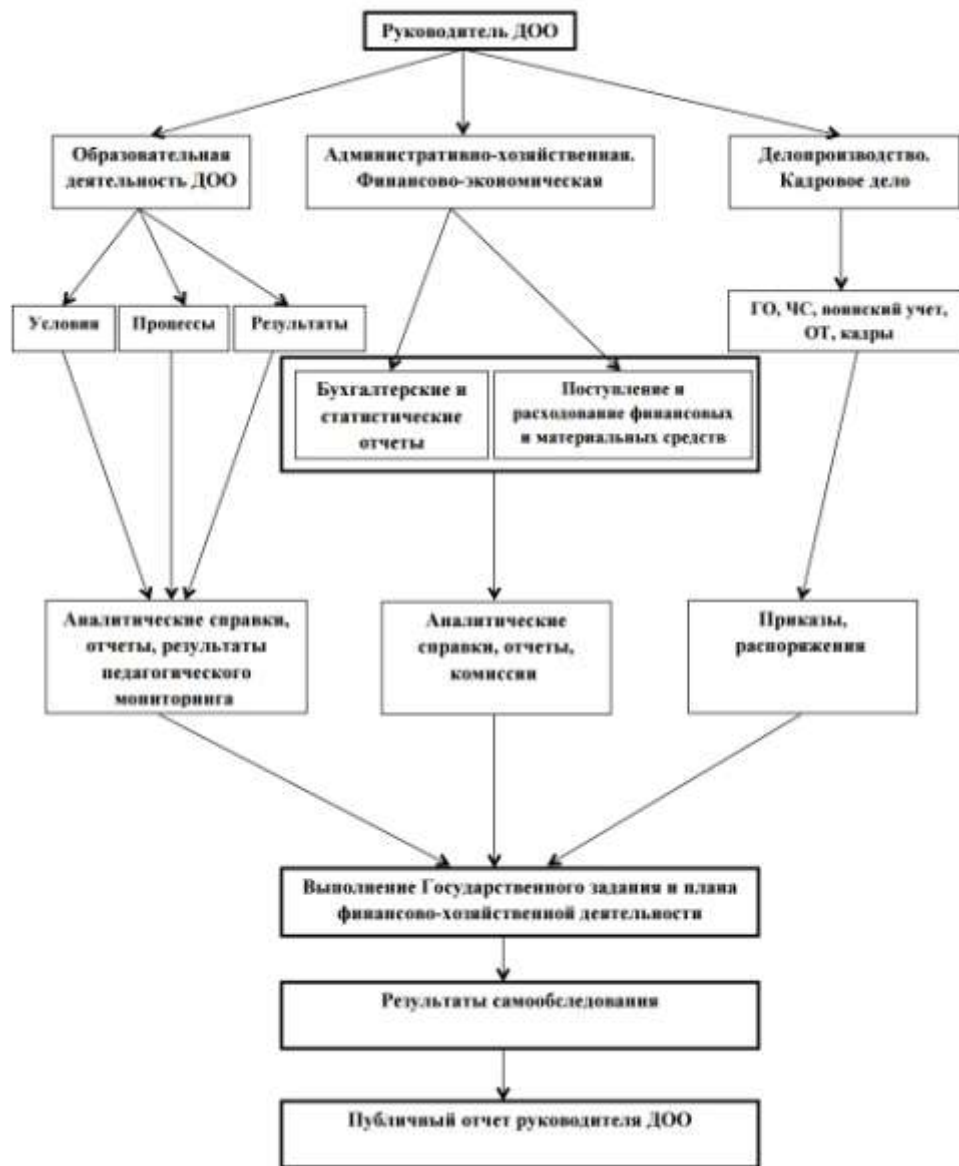 Руководитель ДОО
Образовательная
деятельность ДОО
Административно-хозяйственная.
Финансово-экономическая
Делопроизводство.
Кадровое дело
Условия
Процессы
Результаты
ГО, ЧС, воинский учет,
ОТ, кадры
Бухгалтерские и
статистические
отчеты
Поступление и
расходование финансовых
и материальных средств
Аналитические справки,
отчеты, результаты
педагогического
мониторинга
Аналитические
справки, отчеты,
комиссии
Приказы,
распоряжения
Выполнение Государственного задания и плана
финансово-хозяйственной деятельности
Результаты самообследования
Публичный отчет руководителя ДОО